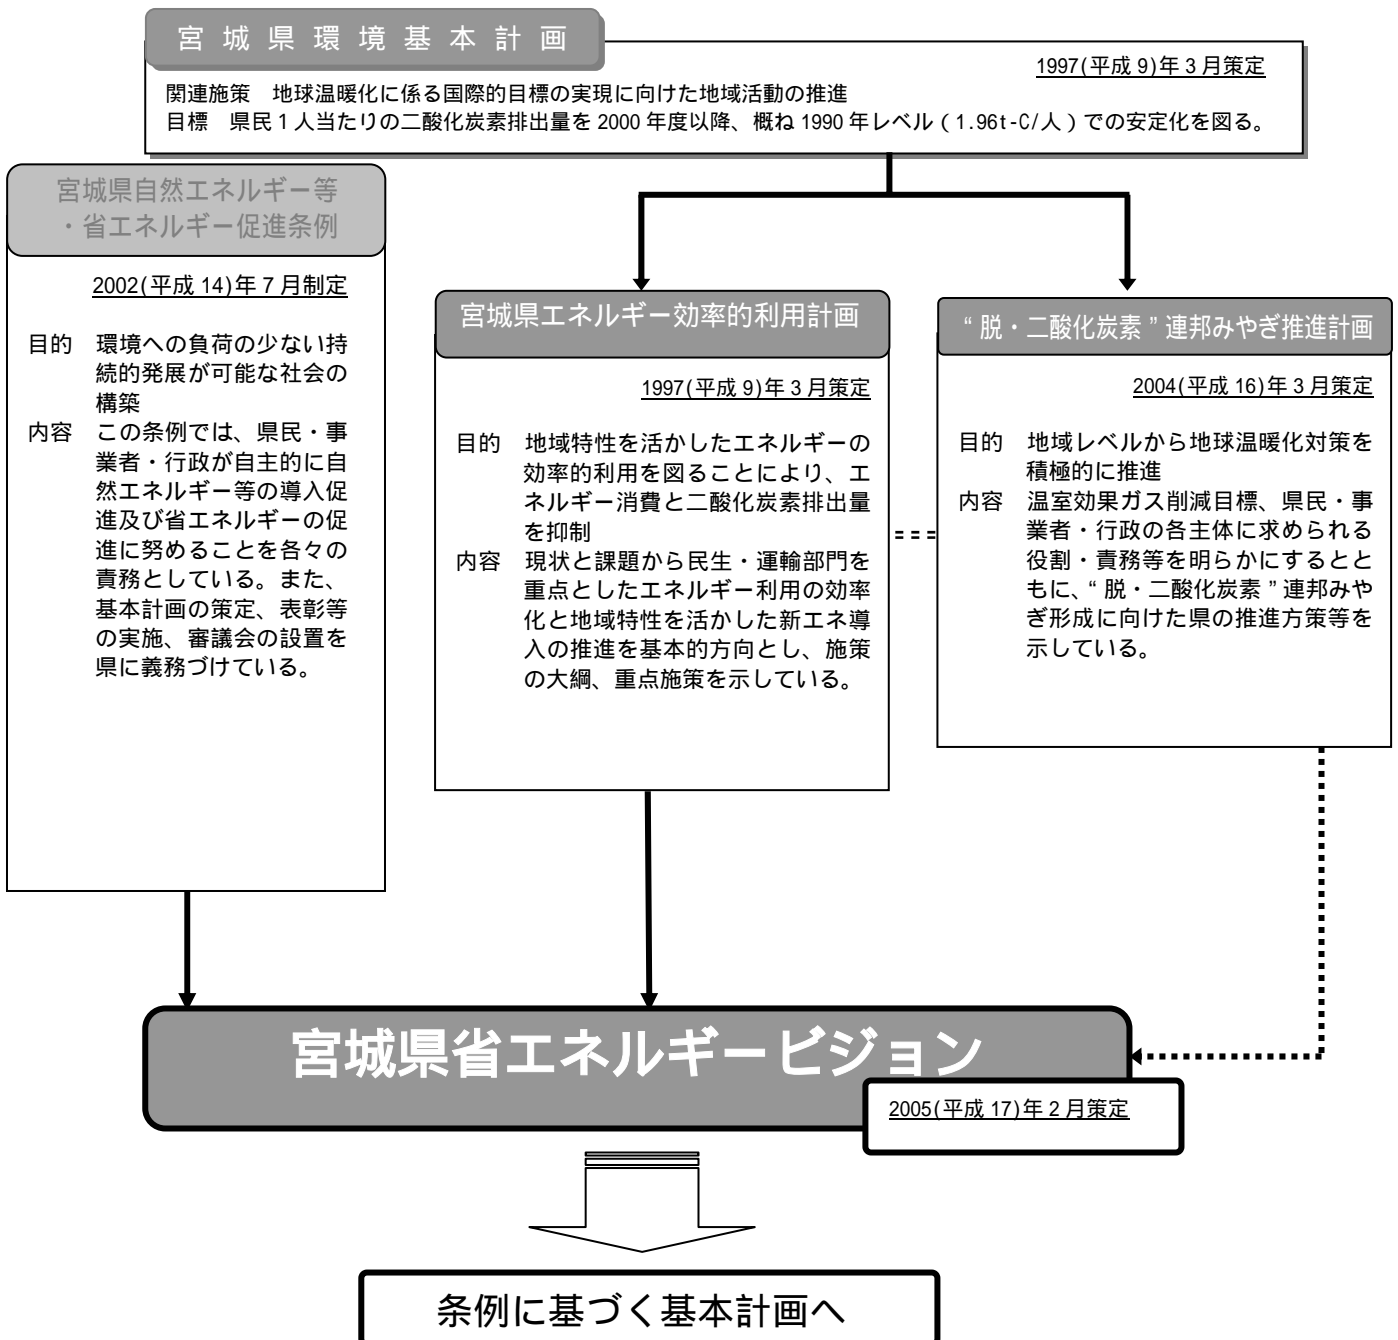 宮城県環境基本計画
1997(平成 9)年 3 月策定
関連施策　地球温暖化に係る国際的目標の実現に向けた地域活動の推進
目標　県民 1 人当たりの二酸化炭素排出量を 2000 年度以降、概ね 1990 年レベル（1.96t-C/人）での安定化を図る。
宮城県自然エネルギー等
・省エネルギー促進条例
2002(平成 14)年 7 月制定
目的　環境への負荷の少ない持
続的発展が可能な社会の
構築
内容　この条例では、県民・事
業者・行政が自主的に自
然エネルギー等の導入促
進及び省エネルギーの促
進に努めることを各々の
責務としている。また、
基本計画の策定、表彰等
の実施、審議会の設置を
県に義務づけている。
宮城県エネルギー効率的利用計画
1997(平成 9)年 3 月策定
目的　地域特性を活かしたエネルギーの
効率的利用を図ることにより、エ
ネルギー消費と二酸化炭素排出量
を抑制
内容　現状と課題から民生・運輸部門を
重点としたエネルギー利用の効率
化と地域特性を活かした新エネ導
入の推進を基本的方向とし、施策
の大綱、重点施策を示している。
“脱・二酸化炭素”連邦みやぎ推進計画
2004(平成 16)年 3 月策定
目的　地域レベルから地球温暖化対策を
積極的に推進
内容　温室効果ガス削減目標、県民・事
業者・行政の各主体に求められる
役割・責務等を明らかにするとと
もに、“脱・二酸化炭素”連邦みや
ぎ形成に向けた県の推進方策等を
示している。
宮城県省エネルギービジョン
2005(平成 17)年 2 月策定
条例に基づく基本計画へ